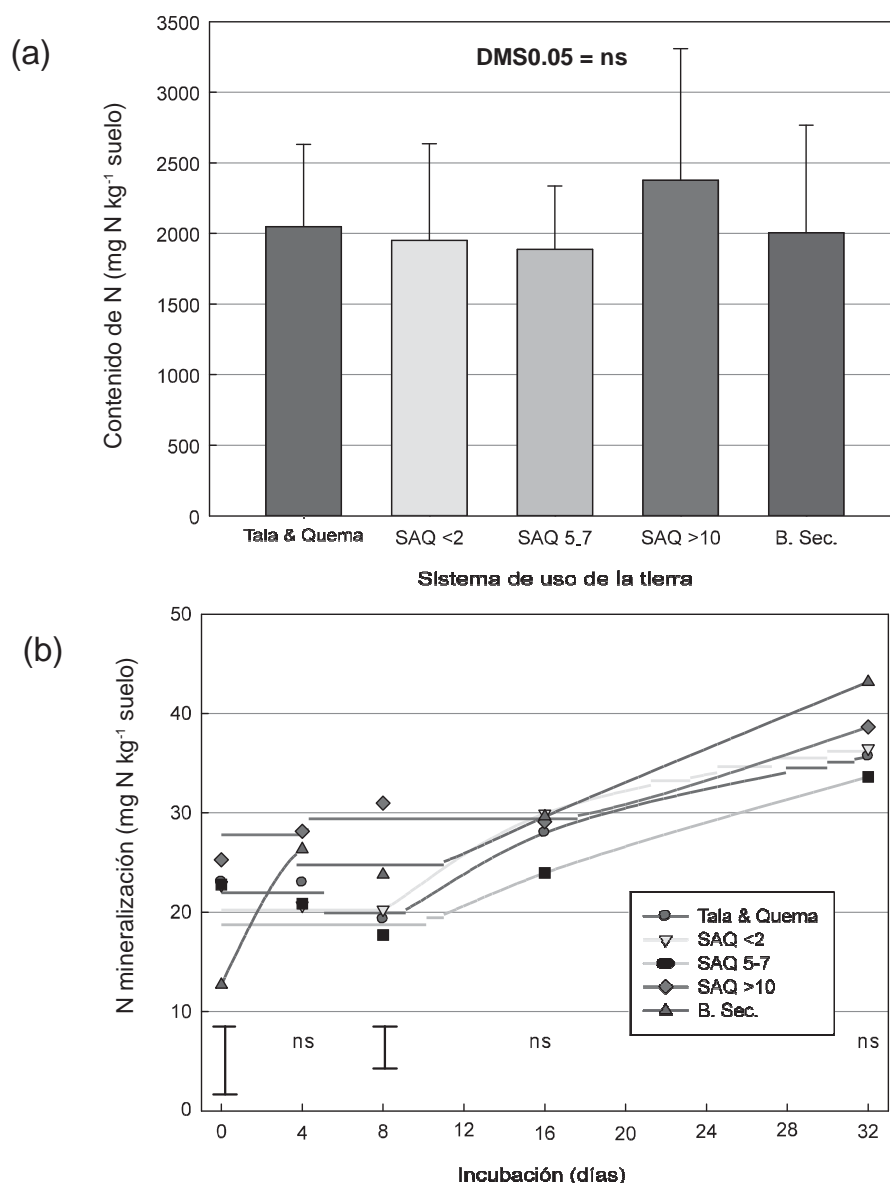 (a)
DMS0.05 = ns
Contenido de N (mg N kg⁻¹ suelo)
3500
3000
2500
2000
1500
1000
500
0
Tala & Quema SAQ <2 SAQ 5-7 SAQ >10 B. Sec.
Sistema de uso de la tierra
(b)
N mineralización (mg N kg⁻¹ suelo)
50
40
30
20
10
0
Tala & Quema
SAQ <2
SAQ 5-7
SAQ >10
B. Sec.
ns ns ns
0 4 8 12 16 20 24 28 32
Incubación (días)